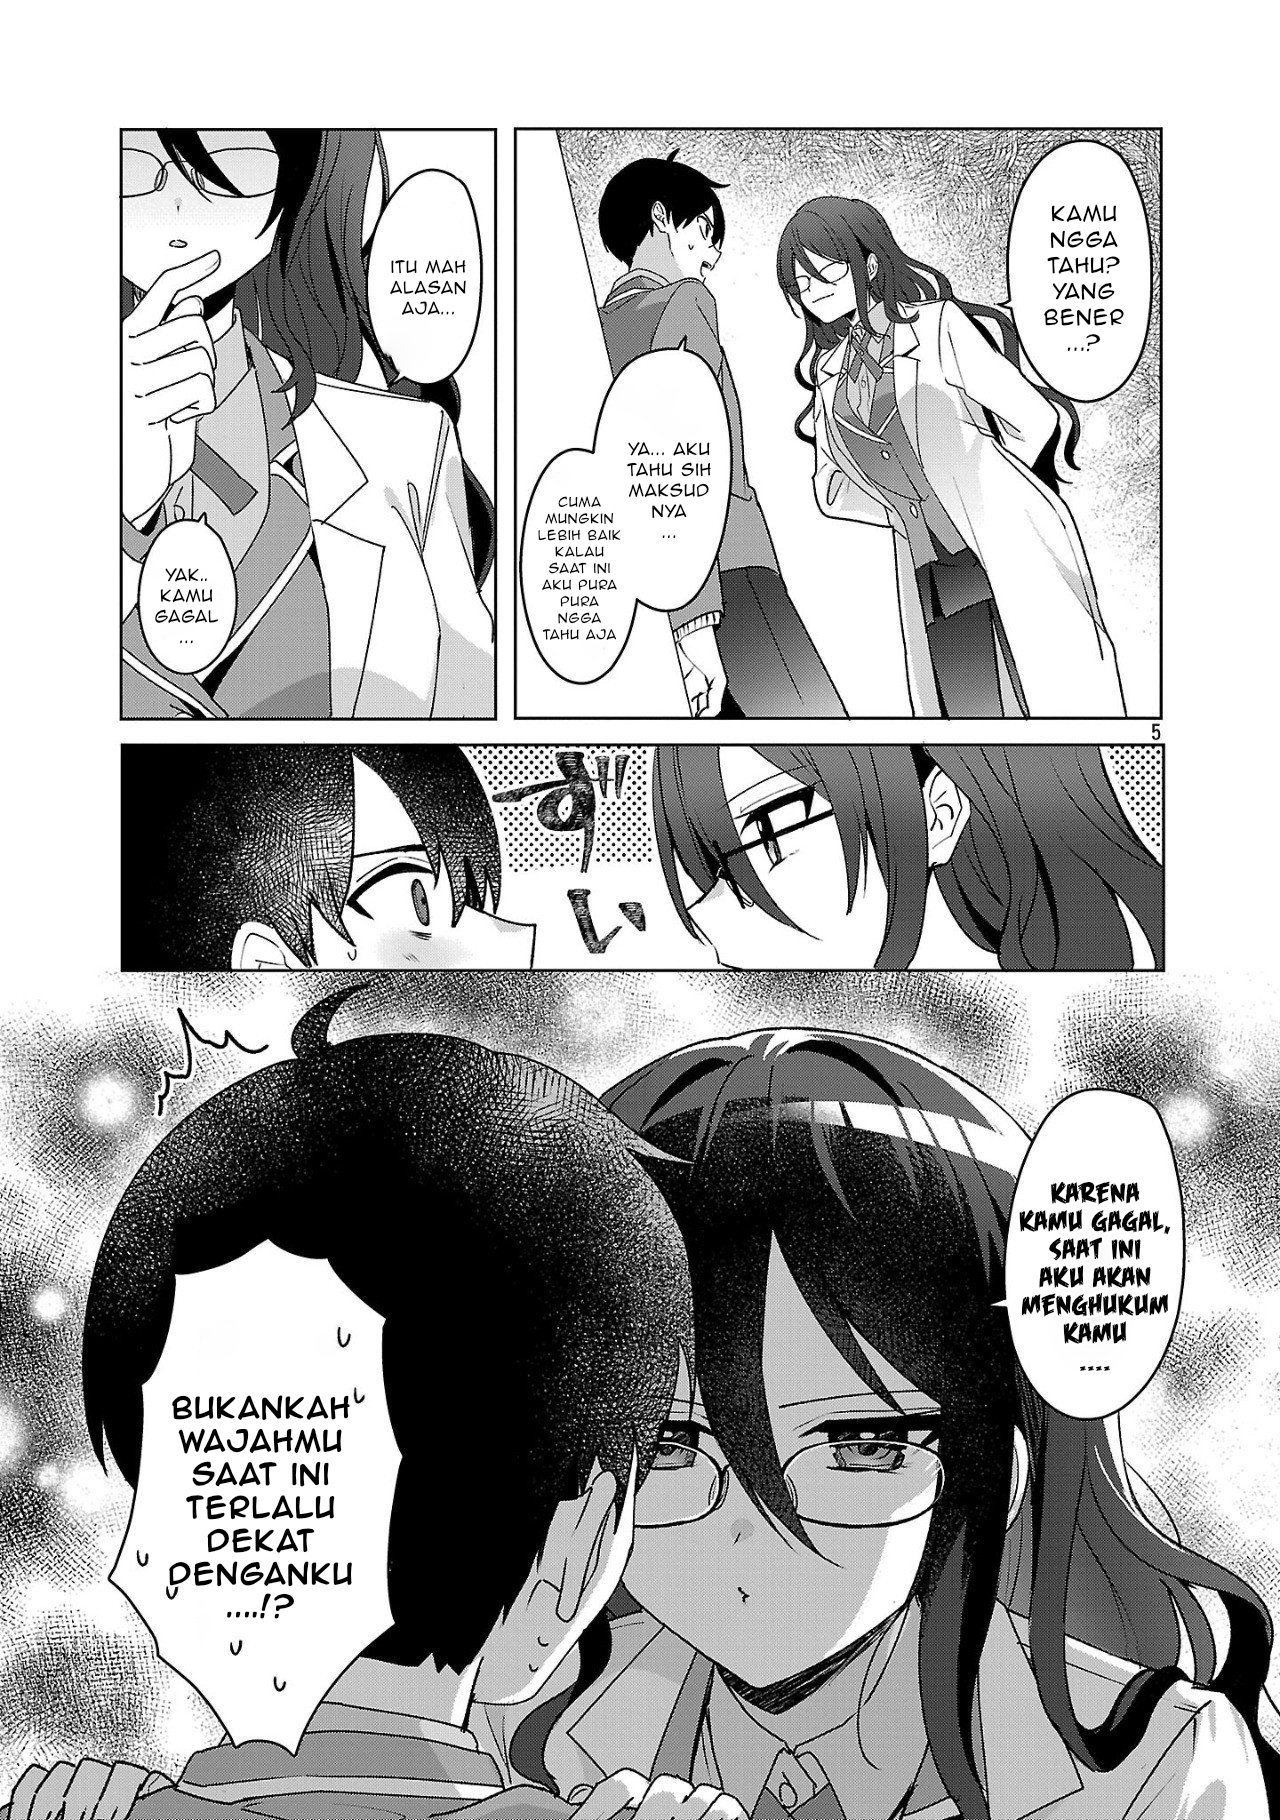 KAMU
NGGA
TAHU?
YANG
BENER
...?
YA... AKU
TAHU SIH
MAKSUD
NYA
...
CUMA
MUNGKIN
LEBIH BAIK
KALAU
SAAT INI
AKU PURA
PURA
NGGA
TAHU AJA
ITU MAH
ALASAN
AJA...
YAK..
KAMU
GAGAL
...
5
ずい
KARENA
KAMU GAGAL,
SAAT INI
AKU AKAN
MENGHUKUM
KAMU
....
BUKANKAH
WAJAHMU
SAAT INI
TERLALU
DEKAT
DENGANKU
....!?